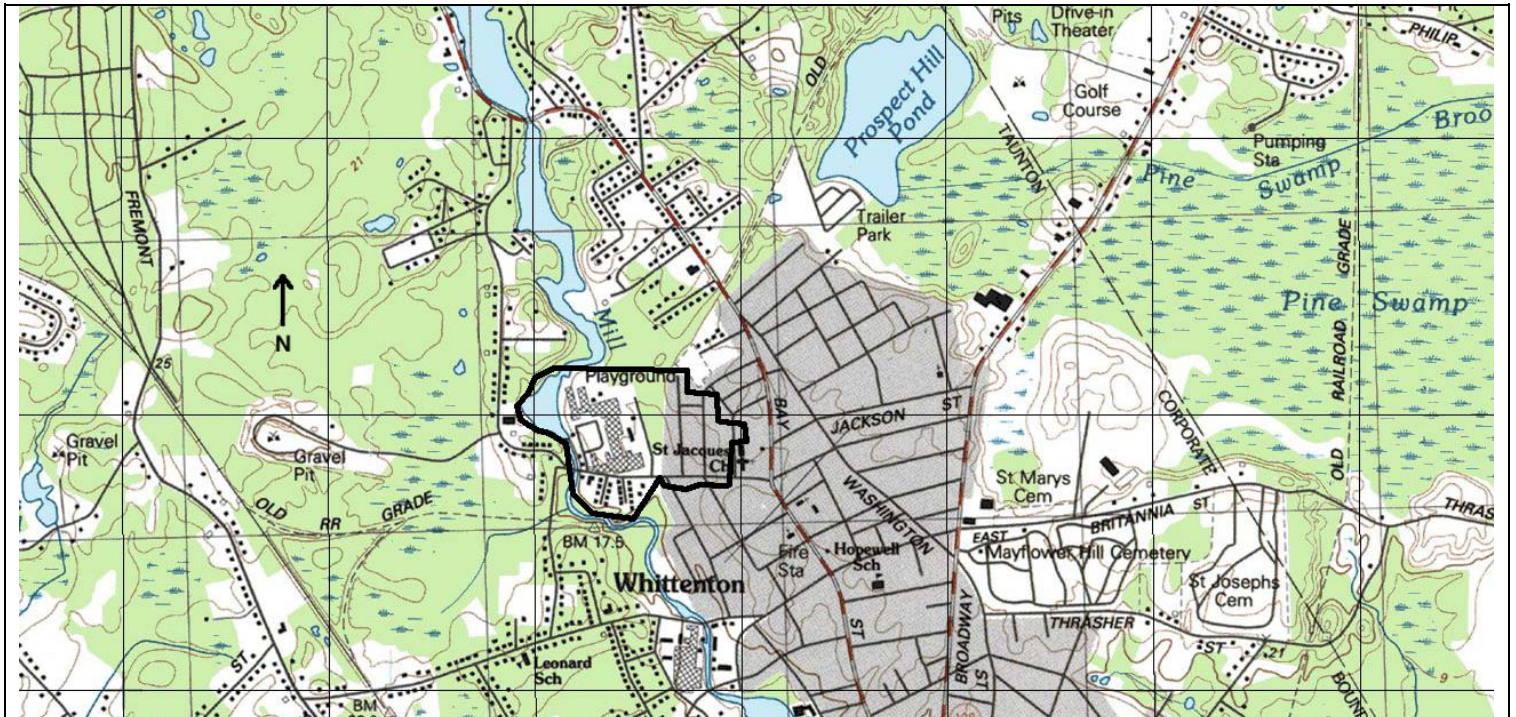 Pits
Drive-in
Theater
PHILIP
OLD
Prospect Hill
Pond
Golf
Course
TAUNTON
Broo
Pumping
Sta
Pine
Swamp
21
FREMONT
Trailer
Park
N
Mill
GRADE
RAILROAD
OLD
Pine Swamp
25
Playground
BAY
JACKSON
ST
CORPORATE
Gravel
Pit
Gravel
Pit
St Jacques
Ch
St Marys
Cem
WASHINGTON
OLD
RR
GRADE
BRITANNIA
ST
THRAS
EAST
BM 17.5
Fire
Sta
Hopewell
Sch
Mayflower Hill Cemetery
Whittenton
St Josephs
Cem
ST
BROADWAY
ST
THRASHER
ST
21
ST
Leonard
Sch
9
BOUN
BM